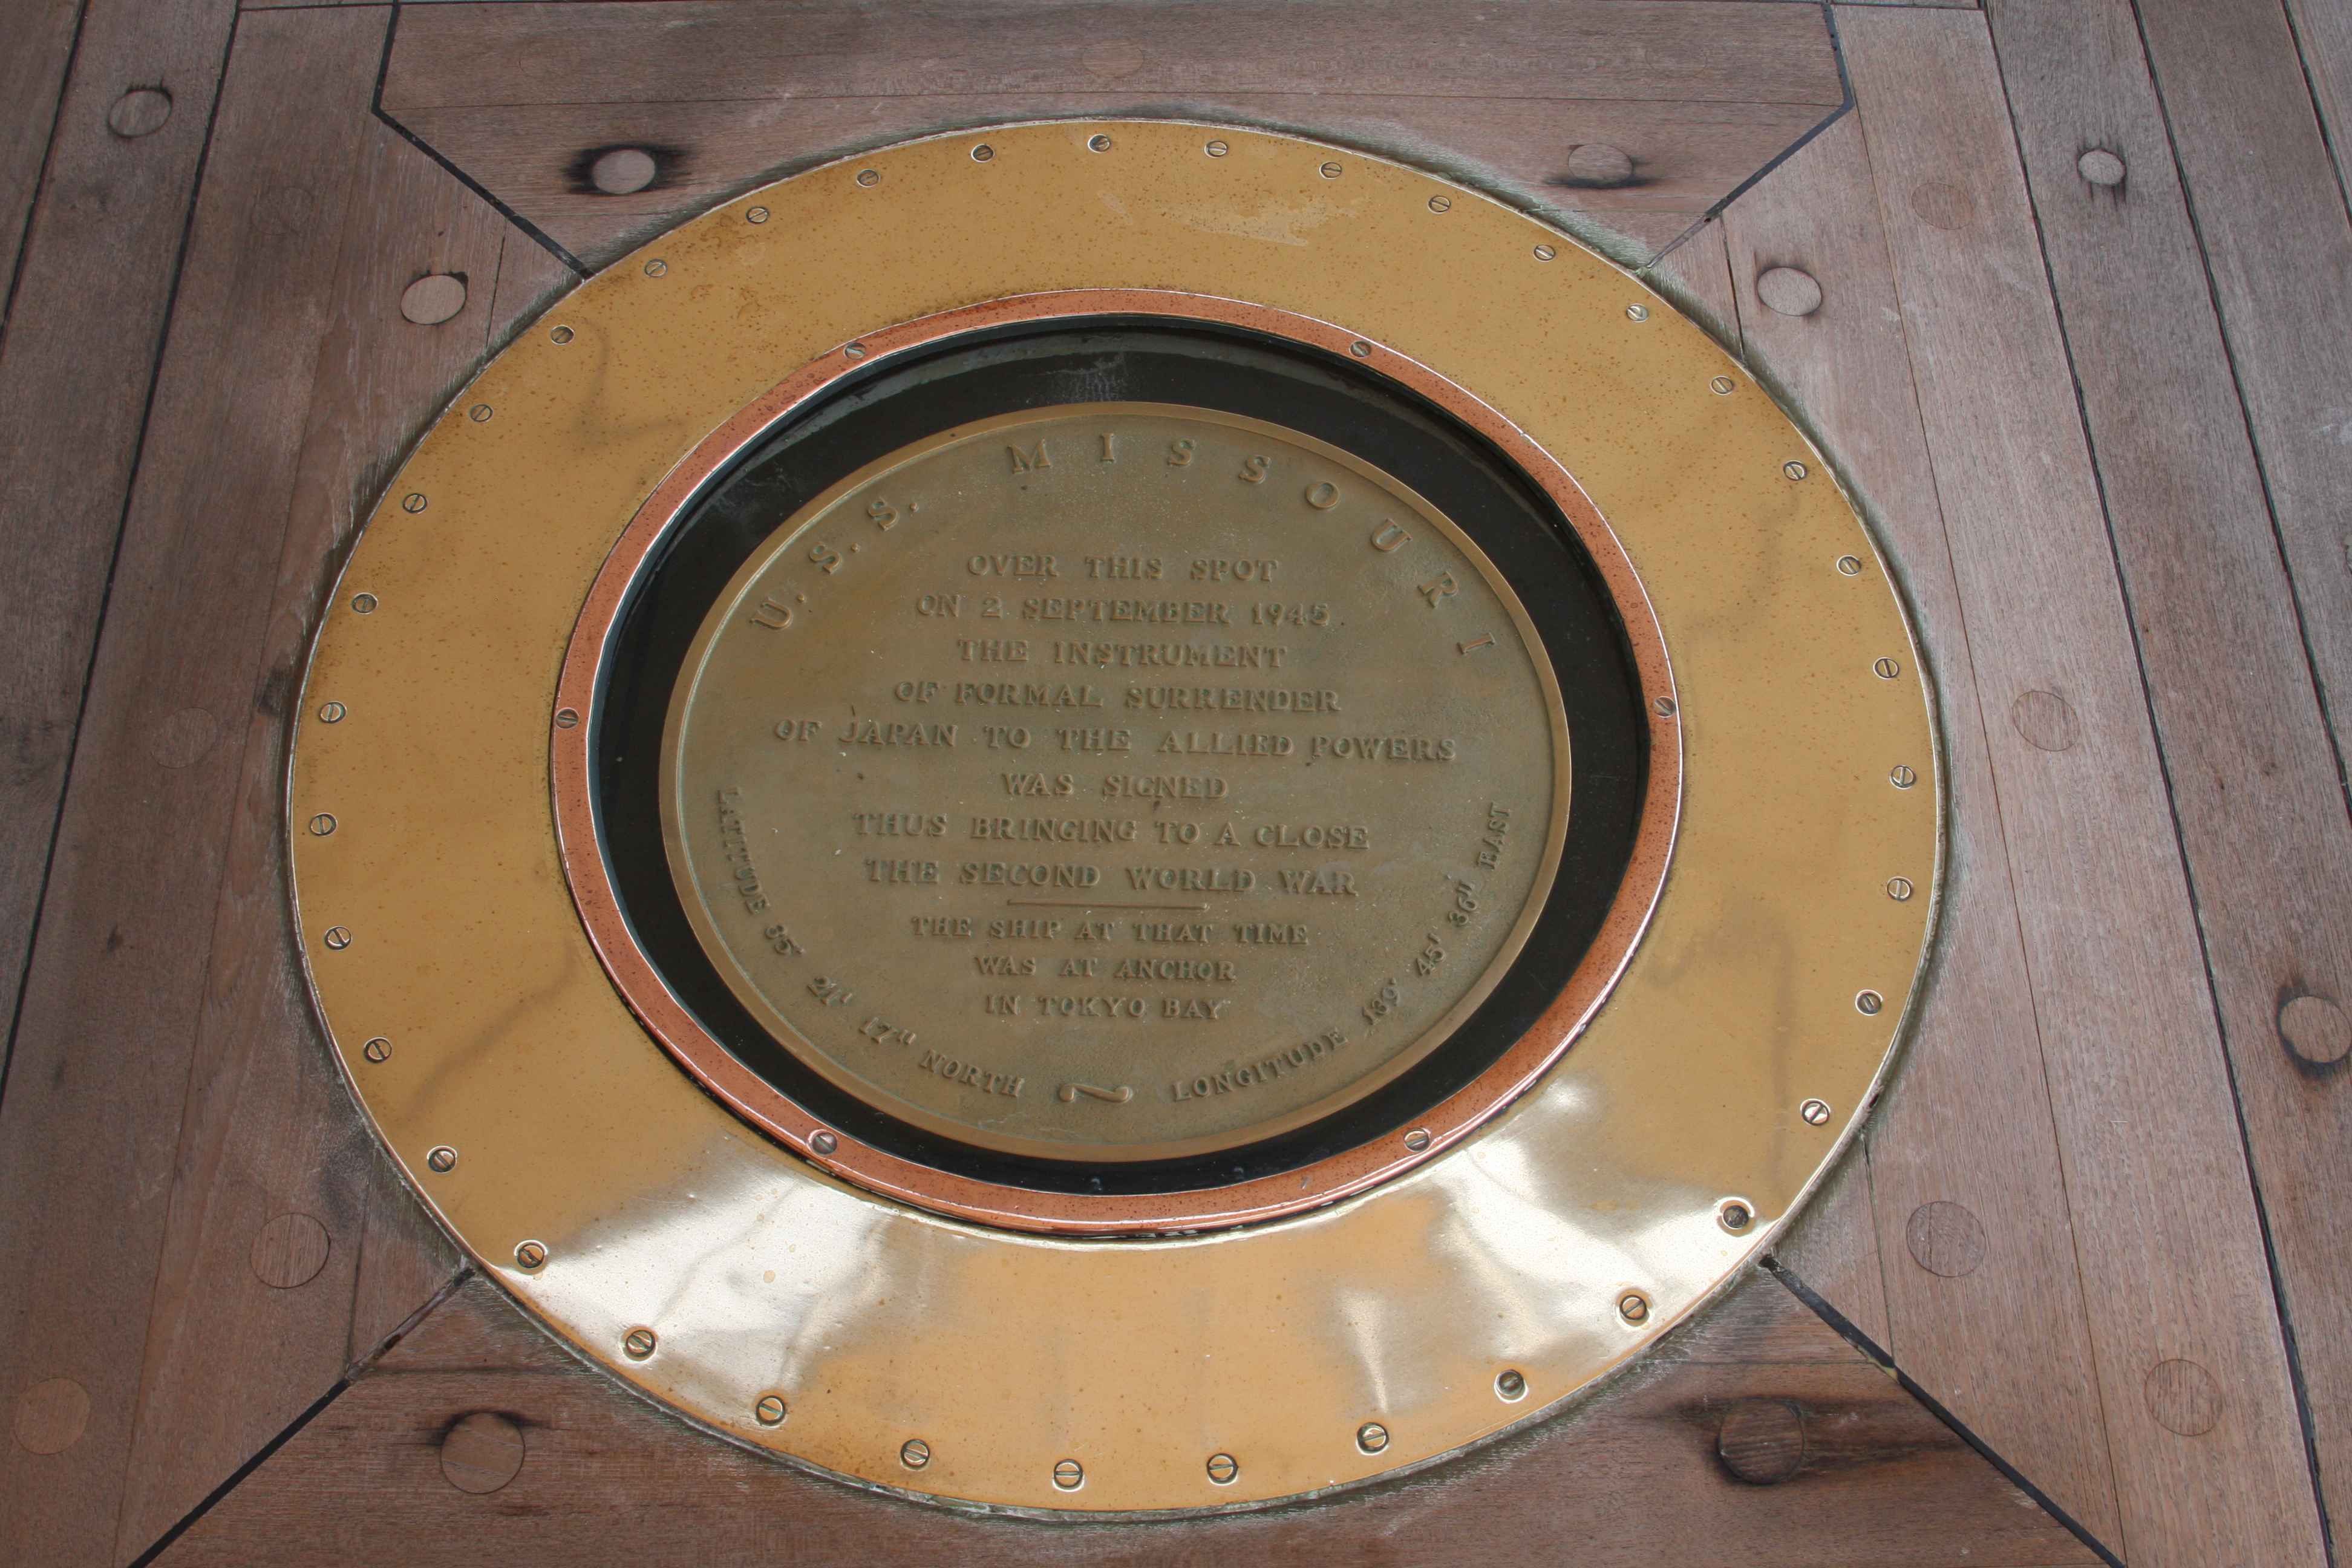 U.S.S. MISSOURI
OVER THIS SPOT
ON 2 SEPTEMBER 1945
THE INSTRUMENT
OF FORMAL SURRENDER
OF JAPAN TO THE ALLIED POWERS
WAS SIGNED
THUS BRINGING TO A CLOSE
THE SECOND WORLD WAR
THE SHIP AT THAT TIME
WAS AT ANCHOR
IN TOKYO BAY
LATITUDE 35° 21' 17" NORTH ~ LONGITUDE 139° 45' 36" EAST